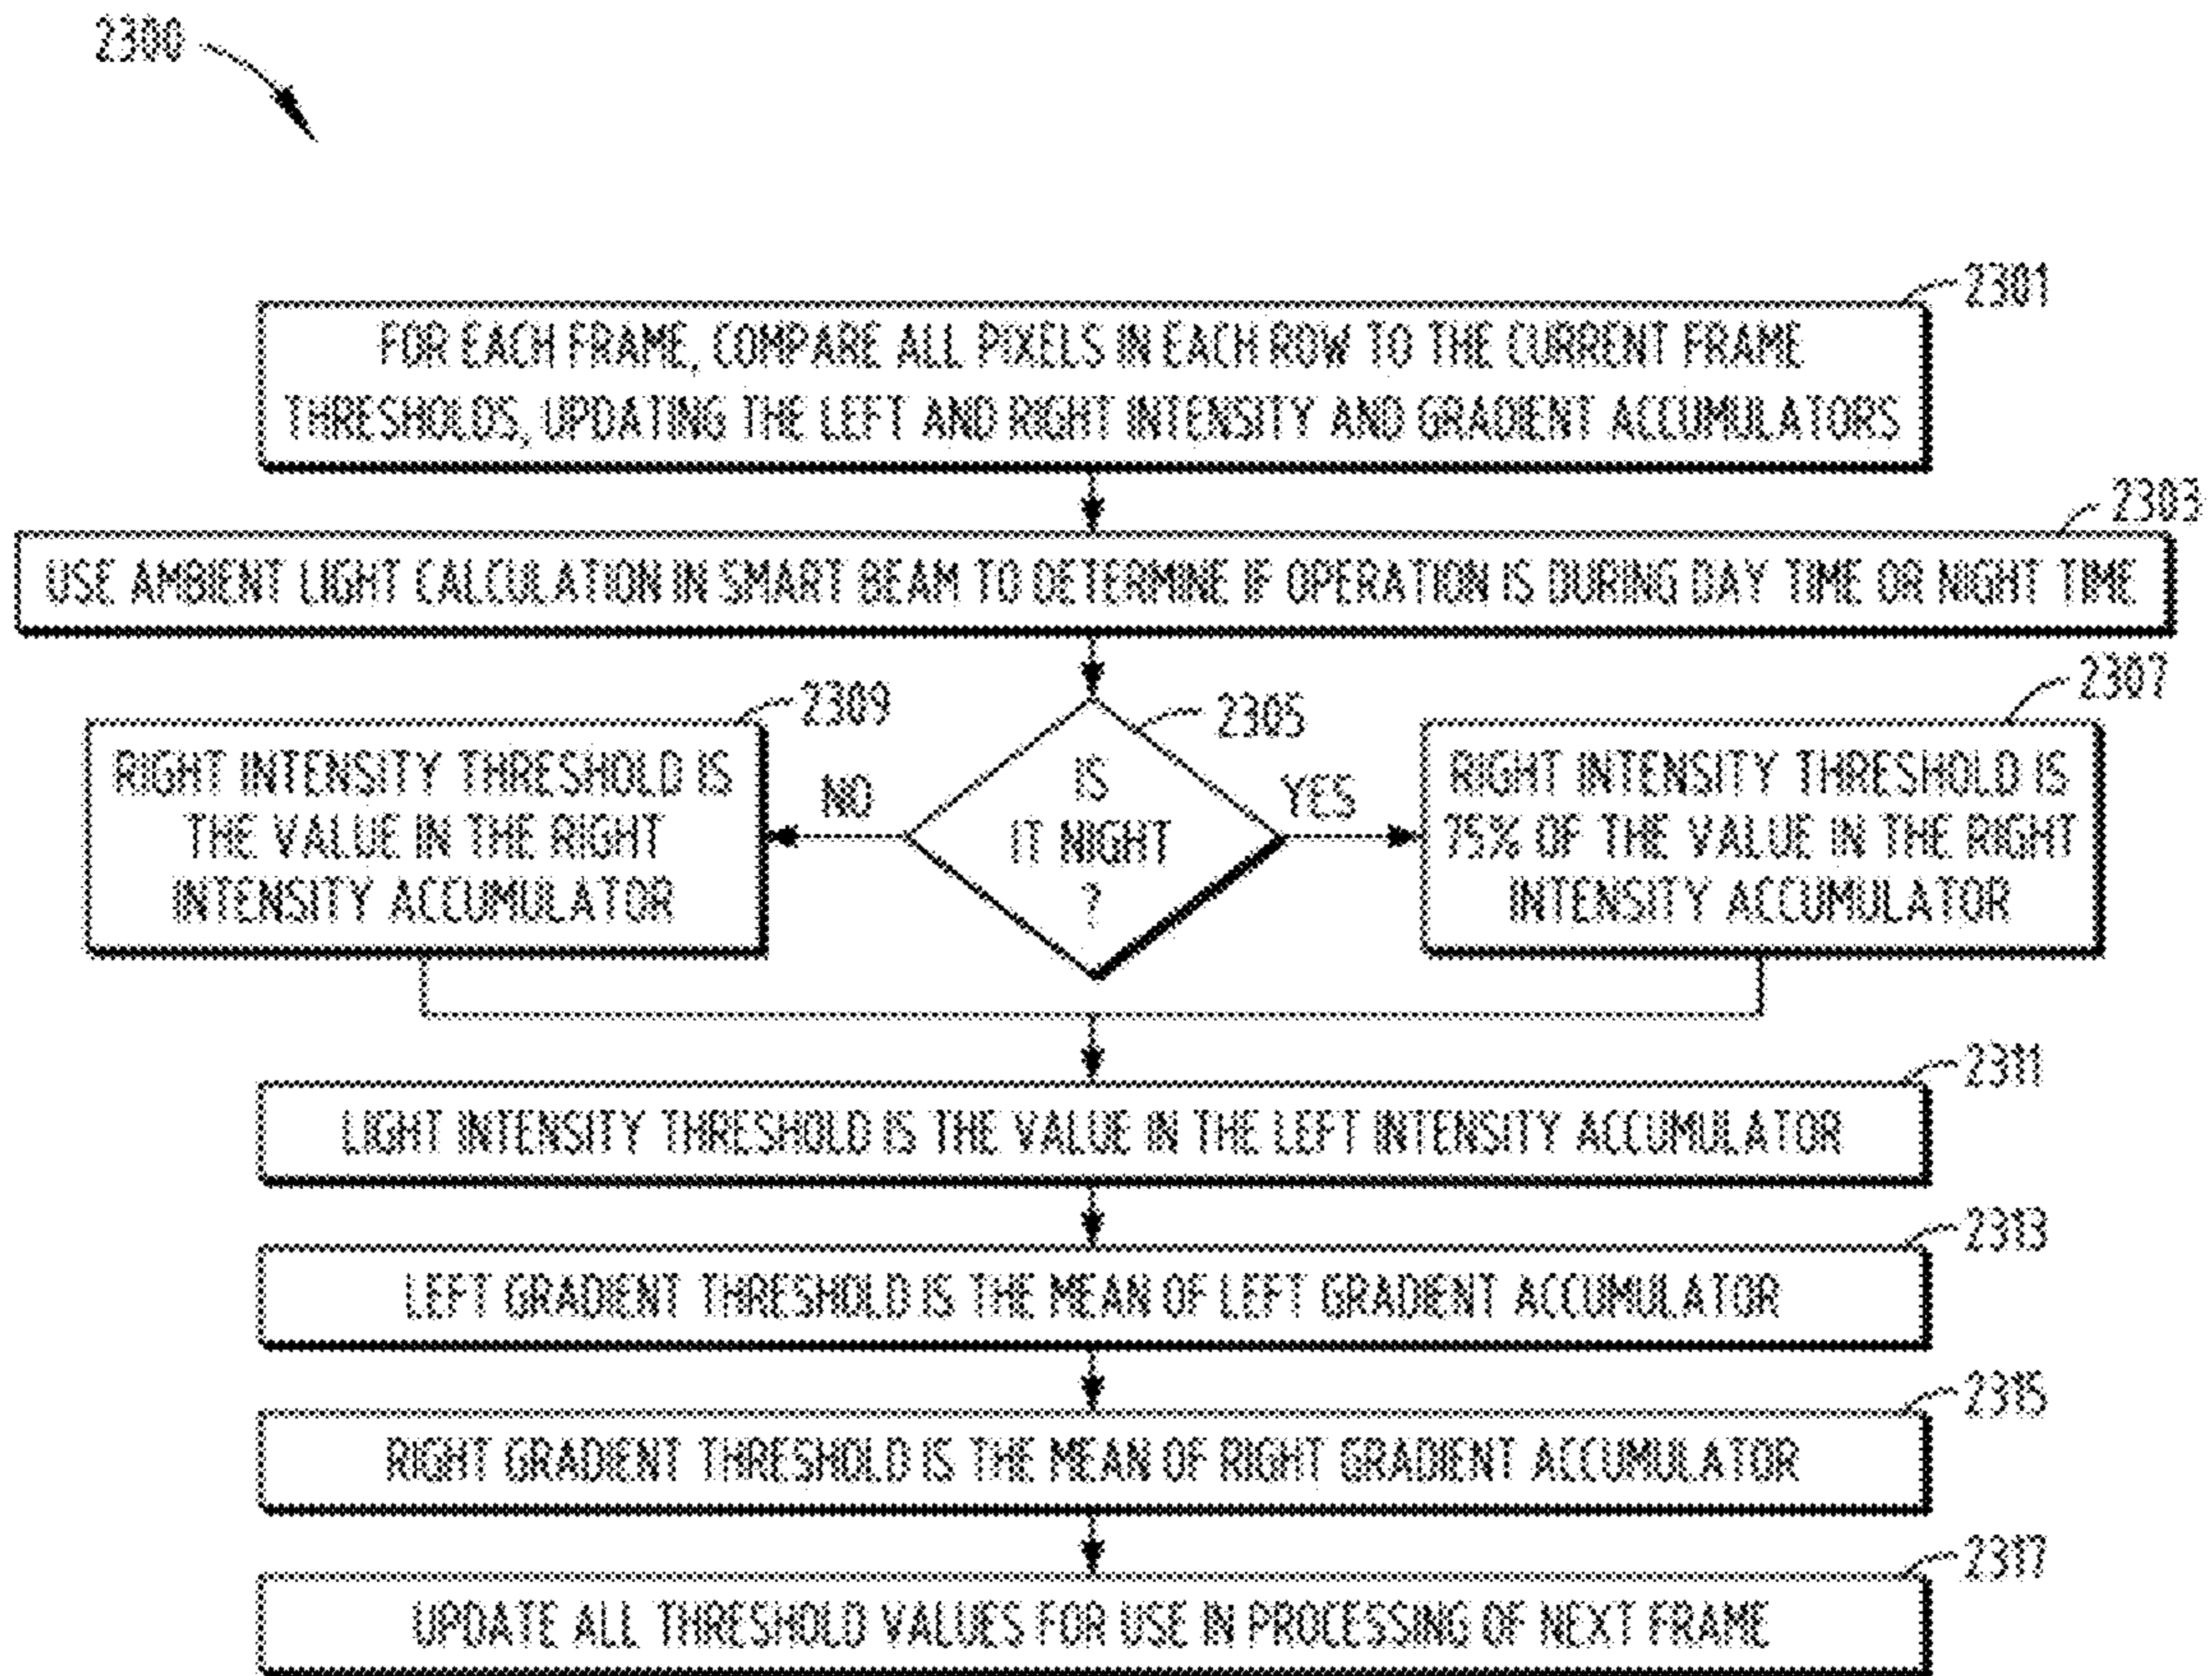 2300
2301
FOR EACH FRAME, COMPARE ALL PIXELS IN EACH ROW TO THE CURRENT FRAME
THRESHOLDS, UPDATING THE LEFT AND RIGHT INTENSITY AND GRADIENT ACCUMULATORS
2303
USE AMBIENT LIGHT CALCULATION IN SMART BEAM TO DETERMINE IF OPERATION IS DURING DAY TIME OR NIGHT TIME
2309
RIGHT INTENSITY THRESHOLD IS
THE VALUE IN THE RIGHT
INTENSITY ACCUMULATOR
NO
2305
IS
IT NIGHT
?
YES
2307
RIGHT INTENSITY THRESHOLD IS
75% OF THE VALUE IN THE RIGHT
INTENSITY ACCUMULATOR
2311
LIGHT INTENSITY THRESHOLD IS THE VALUE IN THE LEFT INTENSITY ACCUMULATOR
2313
LEFT GRADIENT THRESHOLD IS THE MEAN OF LEFT GRADIENT ACCUMULATOR
2315
RIGHT GRADIENT THRESHOLD IS THE MEAN OF RIGHT GRADIENT ACCUMULATOR
2317
UPDATE ALL THRESHOLD VALUES FOR USE IN PROCESSING OF NEXT FRAME